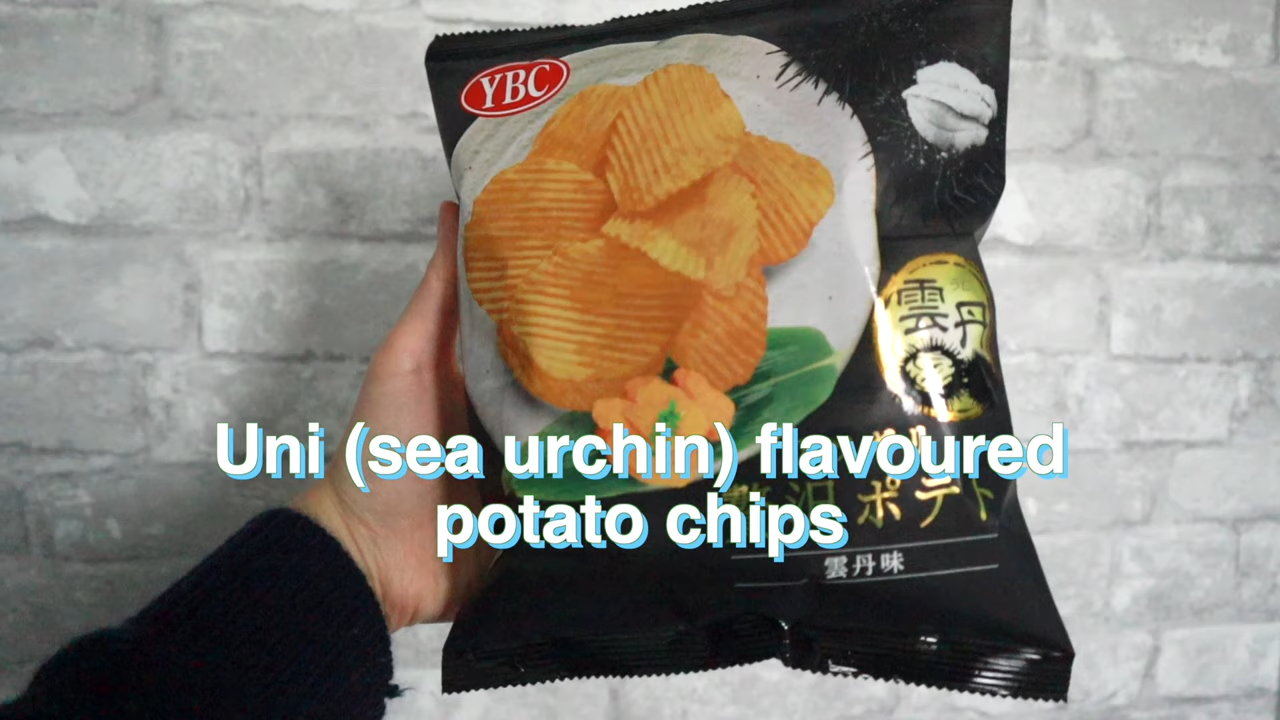 YBC
雲丹
Uni (sea urchin) flavoured
potato chips
ポテト
雲丹味